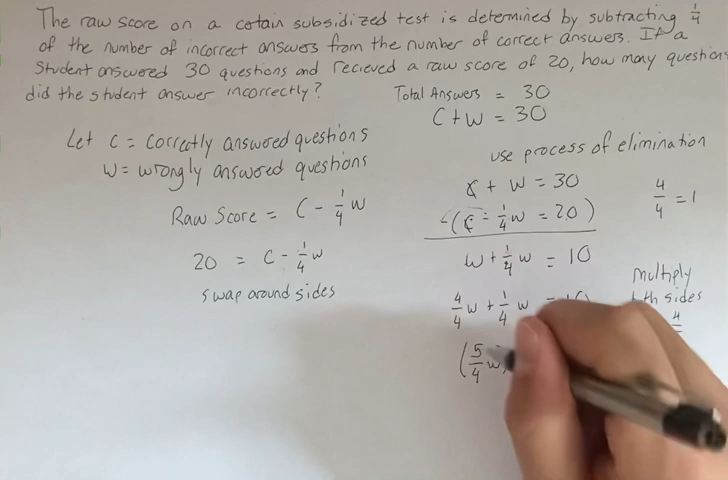 The raw score on a cetain subsidized test is determined by subtracting 1/4
of the number of incorrect answers from the number of correct answers. If a
Student answered 30 questions and recieved a raw score of 20, how many questions
did the student answer incorrectly?
Total Answers = 30
C + W = 30
Let C = Correctly answered questions
W = wrongly answered questions
use process of elimination
C + W = 30
-(C - 1/4 W = 20)
4/4 = 1
Raw Score = C - 1/4 W
20 = C - 1/4 W
W + 1/4 W = 10
swap around sides
multiply
sides
4/4 W + 1/4 W =
4
(5/4 W